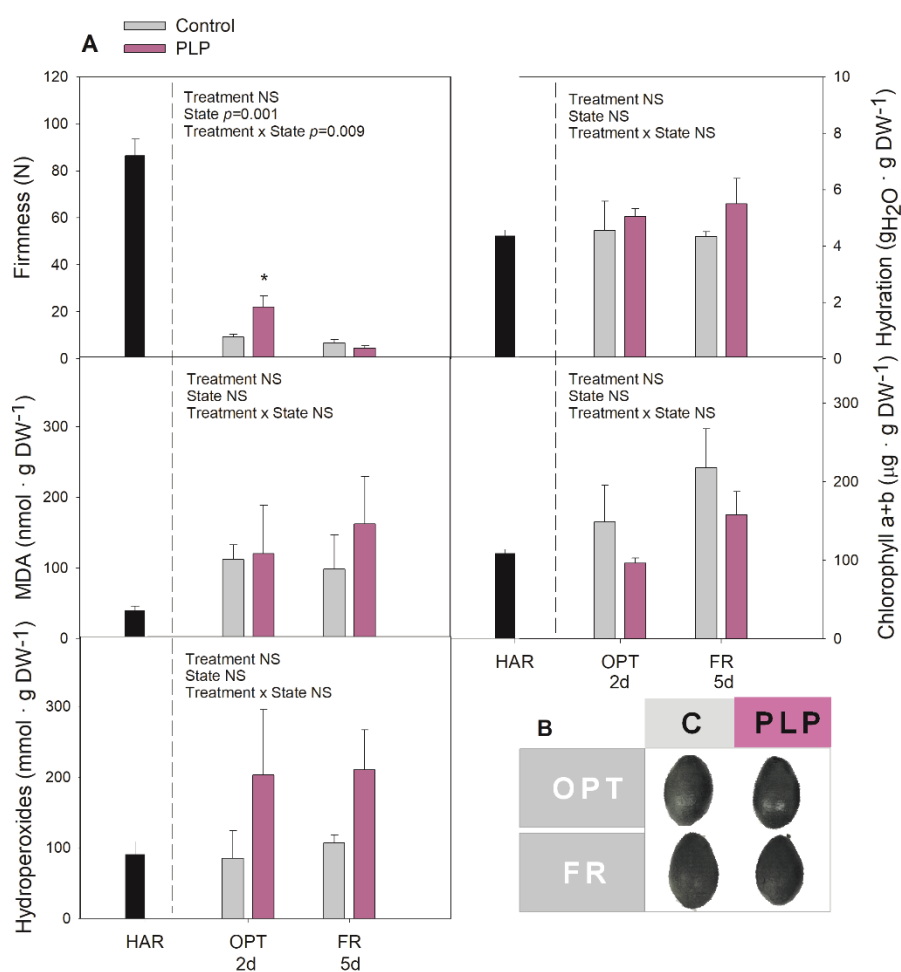 A
Control
PLP
120
100
80
60
40
20
0
Firmness (N)
Treatment NS
State p=0.001
Treatment x State p=0.009
*
Treatment NS
State NS
Treatment x State NS
10
8
6
4
2
0
Hydration (gH2O · g DW-1)
300
200
100
0
MDA (nmol · g DW-1)
Treatment NS
State NS
Treatment x State NS
Treatment NS
State NS
Treatment x State NS
300
200
100
0
Chlorophyll a+b (µg · g DW-1)
HAR
OPT
FR
2d
5d
300
200
100
0
Hydroperoxides (mmol · g DW-1)
Treatment NS
State NS
Treatment x State NS
HAR
OPT
FR
2d
5d
B
C
PLP
OPT
FR